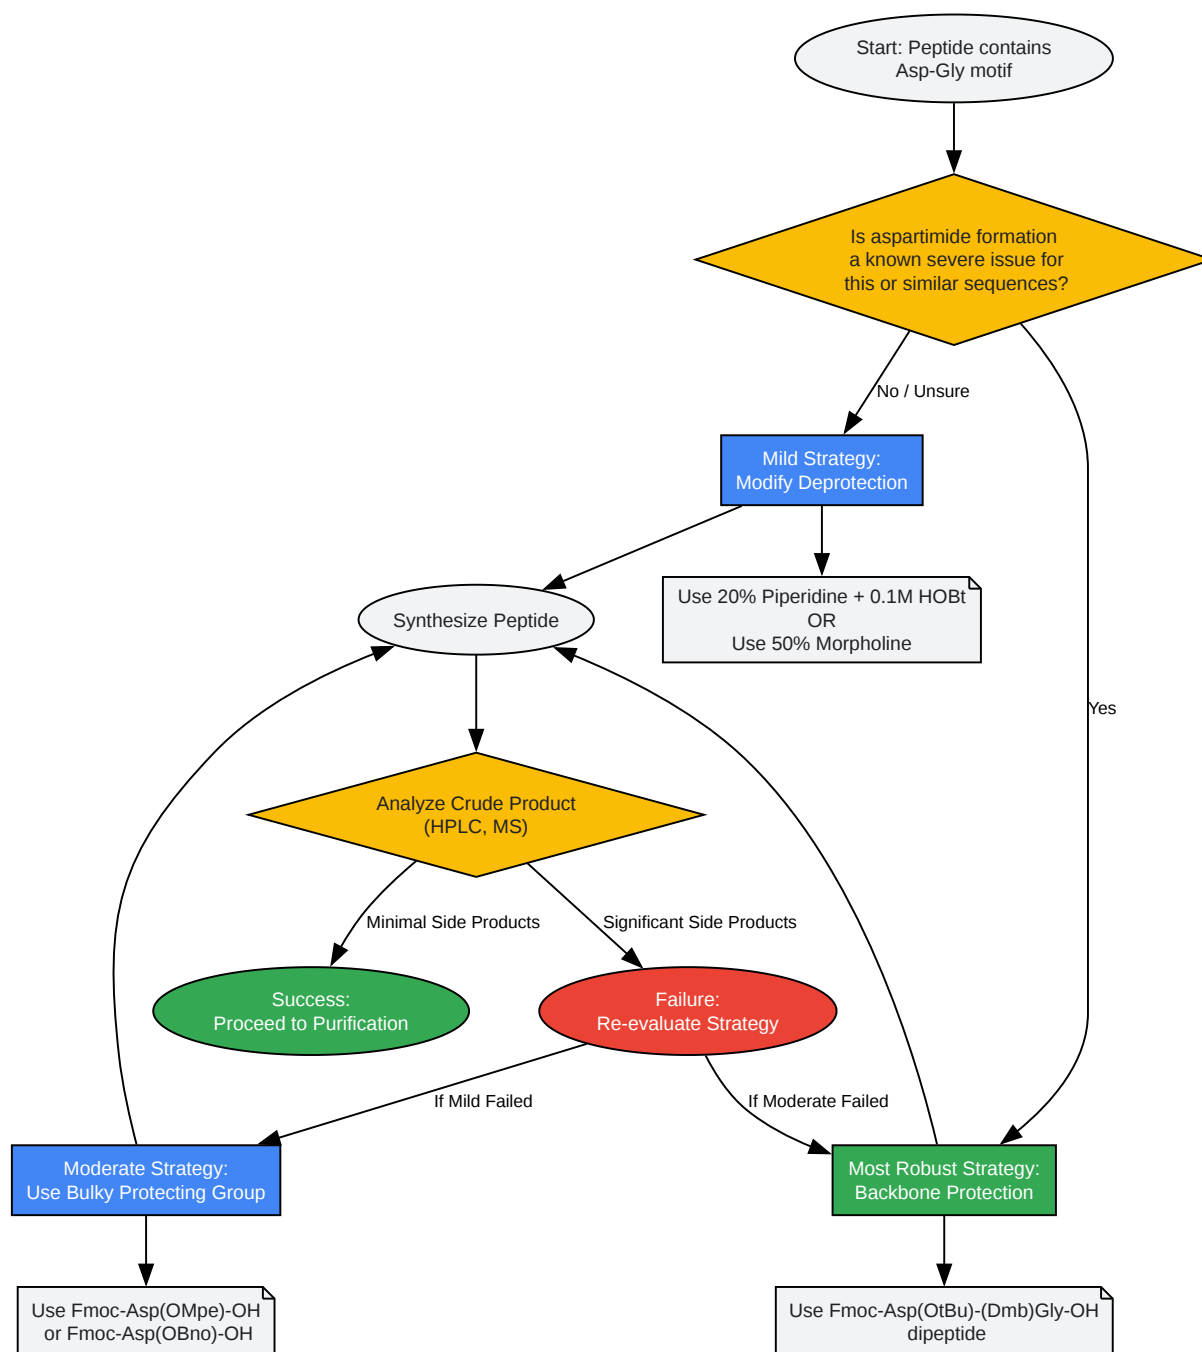 Start: Peptide contains
Asp-Gly motif
Is aspartimide formation
a known severe issue for
this or similar sequences?
No / Unsure
Mild Strategy:
Modify Deprotection
Use 20% Piperidine + 0.1M HOBt
OR
Use 50% Morpholine
Synthesize Peptide
Yes
Analyze Crude Product
(HPLC, MS)
Minimal Side Products
Significant Side Products
Success:
Proceed to Purification
Failure:
Re-evaluate Strategy
If Mild Failed
If Moderate Failed
Moderate Strategy:
Use Bulky Protecting Group
Most Robust Strategy:
Backbone Protection
Use Fmoc-Asp(OMpe)-OH
or Fmoc-Asp(OBno)-OH
Use Fmoc-Asp(OtBu)-(Dmb)Gly-OH
dipeptide